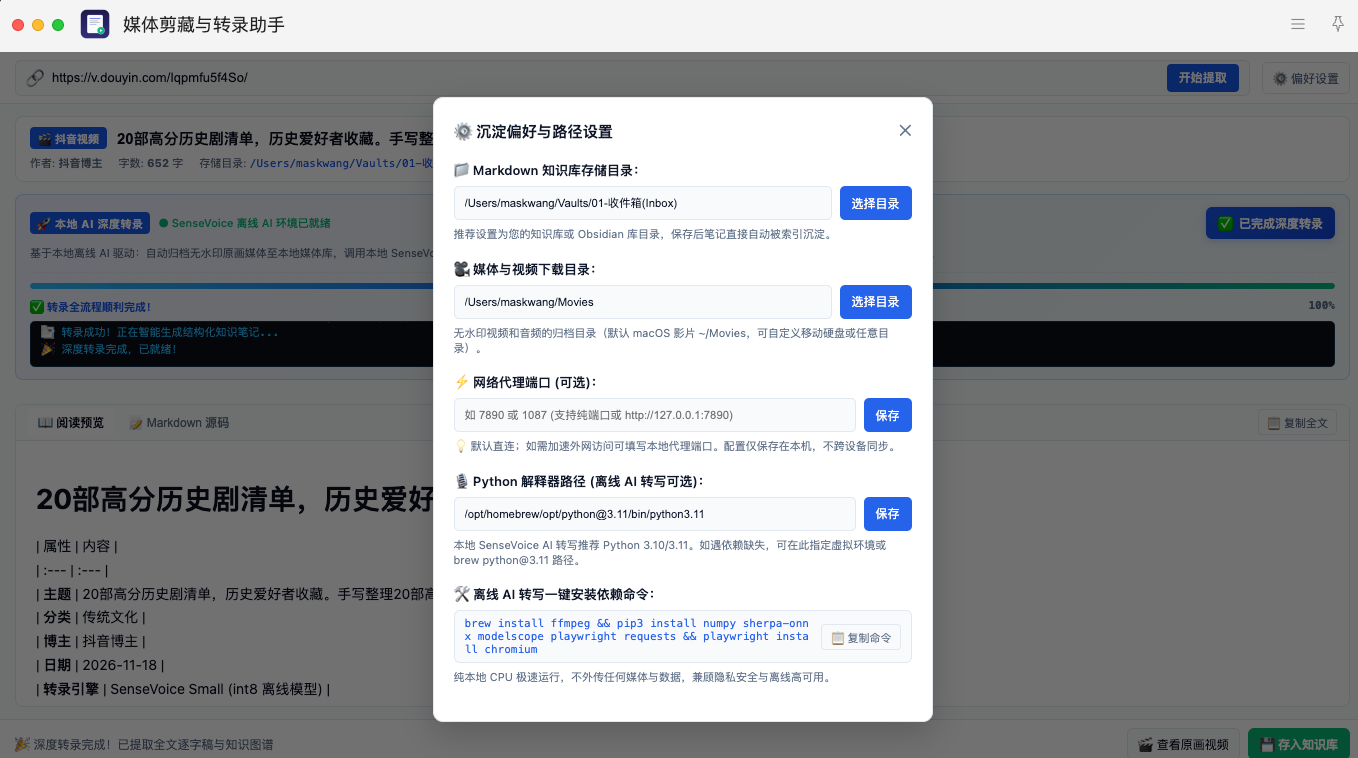 媒体剪藏与转录助手
https://v.douyin.com/Iqpmfu5f4So/
开始提取
偏好设置
抖音视频
20部高分历史剧清单，历史爱好者收藏。手写整
作者: 抖音博主 字数: 652 字 存储目录: /Users/maskwang/Vaults/01-收
本地 AI 深度转录
SenseVoice 离线 AI 环境已就绪
已完成深度转录
基于本地离线 AI 驱动：自动归档无水印原画媒体至本地媒体库，调用本地 SenseVo
转录全流程顺利完成！
100%
转录成功！正在智能生成结构化知识笔记...
深度转录完成，已就绪！
阅读预览
Markdown 源码
复制全文
20部高分历史剧清单，历史爱好
| 属性 | 内容 |
| :--- | :--- |
| 主题 | 20部高分历史剧清单，历史爱好者收藏。手写整理20部高
| 分类 | 传统文化 |
| 博主 | 抖音博主 |
| 日期 | 2026-11-18 |
| 转录引擎 | SenseVoice Small (int8 离线模型) |
深度转录完成！已提取全文逐字稿与知识图谱
查看原画视频
存入知识库
沉淀偏好与路径设置
Markdown 知识库存储目录：
/Users/maskwang/Vaults/01-收件箱(Inbox)
选择目录
推荐设置为您的知识库或 Obsidian 库目录，保存后笔记直接自动被索引沉淀。
媒体与视频下载目录：
/Users/maskwang/Movies
选择目录
无水印视频和音频的归档目录（默认 macOS 影片 ~/Movies，可自定义移动硬盘或任意目
录）。
网络代理端口 (可选)：
如 7890 或 1087 (支持纯端口或 http://127.0.0.1:7890)
保存
默认直连；如需加速外网访问可填写本地代理端口。配置仅保存在本机，不跨设备同步。
Python 解释器路径 (离线 AI 转写可选)：
/opt/homebrew/opt/python@3.11/bin/python3.11
保存
本地 SenseVoice AI 转写推荐 Python 3.10/3.11。如遇依赖缺失，可在此指定虚拟环境或
brew python@3.11 路径。
离线 AI 转写一键安装依赖命令：
brew install ffmpeg && pip3 install numpy sherpa-onn
x modelscope playwright requests && playwright insta
ll chromium
复制命令
纯本地 CPU 极速运行，不外传任何媒体与数据，兼顾隐私安全与离线高可用。